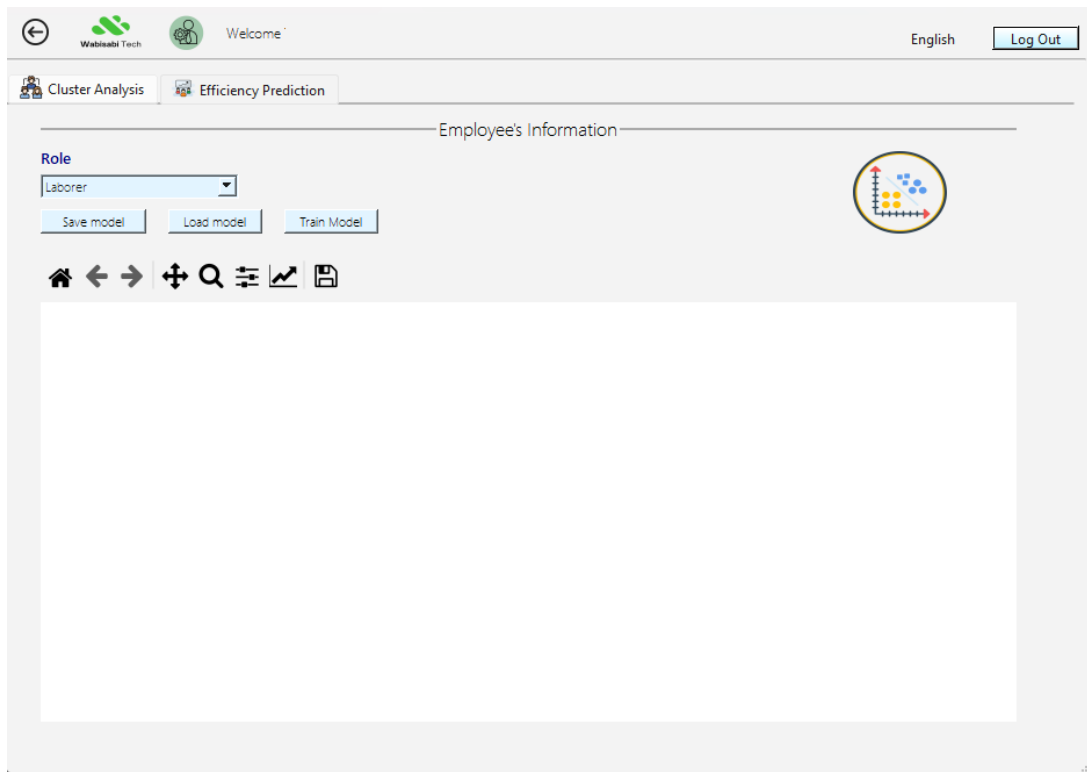 Wabisabi Tech
Welcome
English
Log Out
Cluster Analysis
Efficiency Prediction
Employee's Information
Role
Laborer
Save model
Load model
Train Model